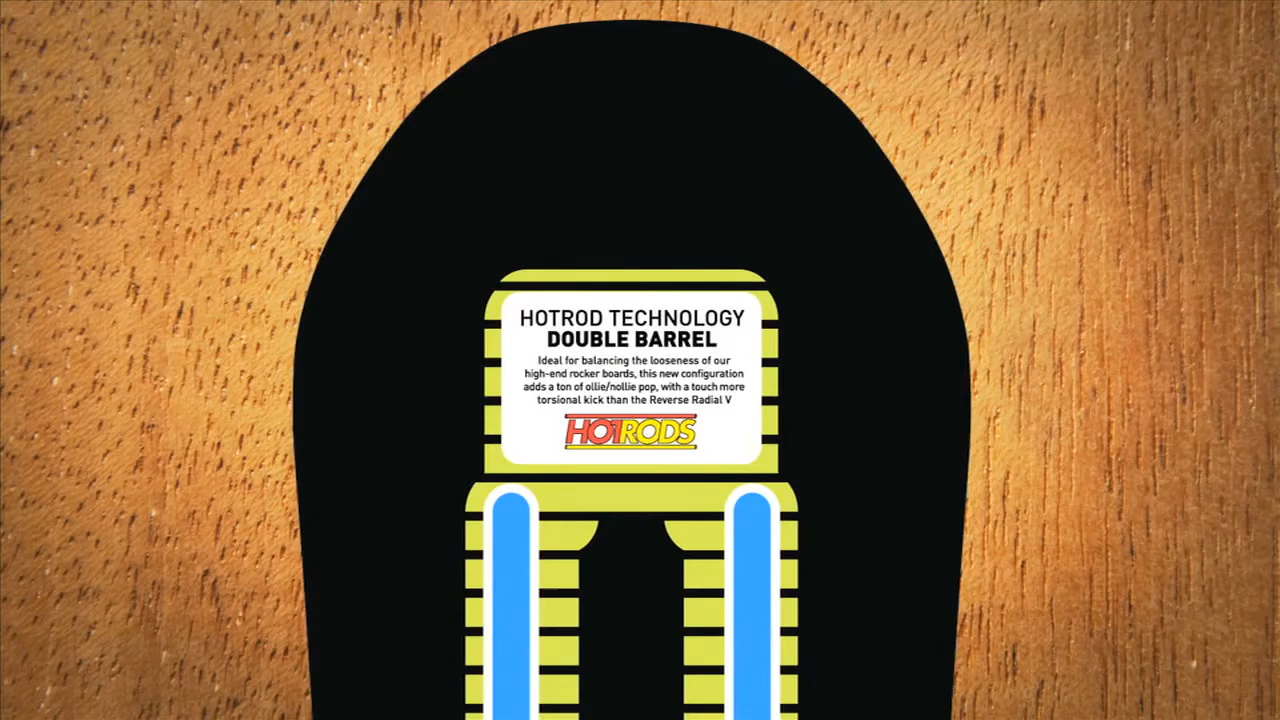 HOTROD TECHNOLOGY
DOUBLE BARREL
Ideal for balancing the looseness of our
high-end rocker boards, this new configuration
adds a ton of ollie/nollie pop, with a touch more
torsional kick than the Reverse Radial V
HOTRODS